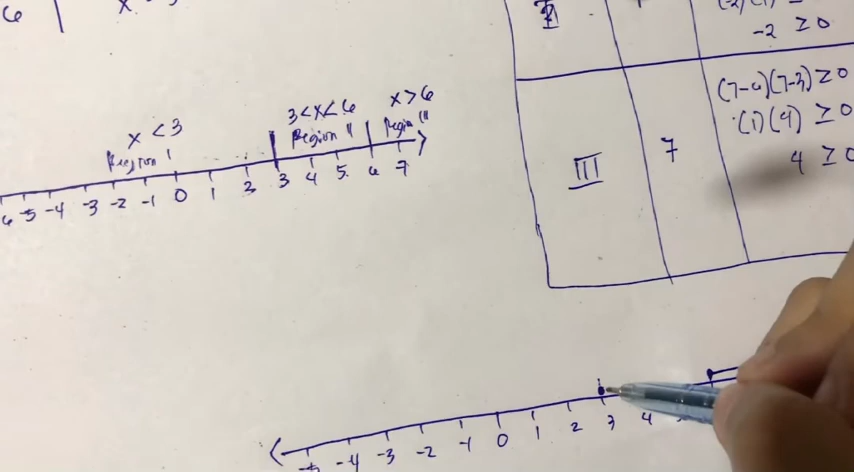 6
x
x < 3
Region I
3 < x < 6
Region II
x > 6
Region III
-5 -4 -3 -2 -1 0 1 2 3 4 5 6 7
-2 ≥ 0
III
7
(7-6)(7-3) ≥ 0
(1)(4) ≥ 0
4 ≥ 0
-4 -3 -2 -1 0 1 2 3 4